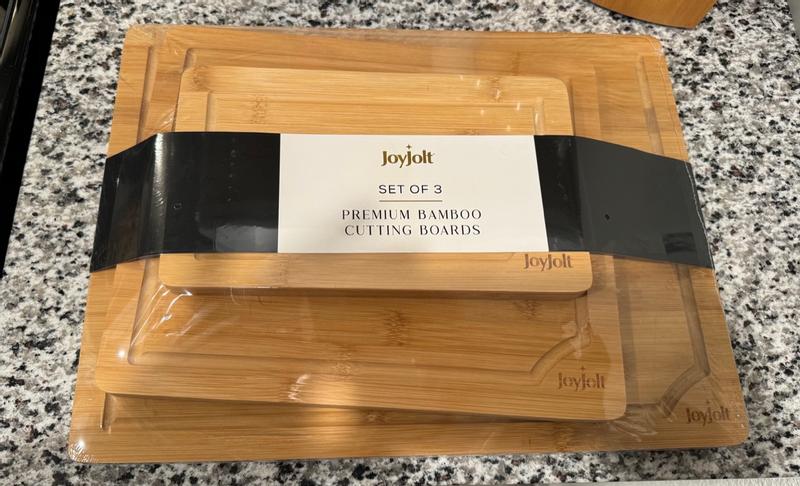 JoyJolt
SET OF 3
PREMIUM BAMBOO
CUTTING BOARDS
JoyJolt
JoyJolt
JoyJolt